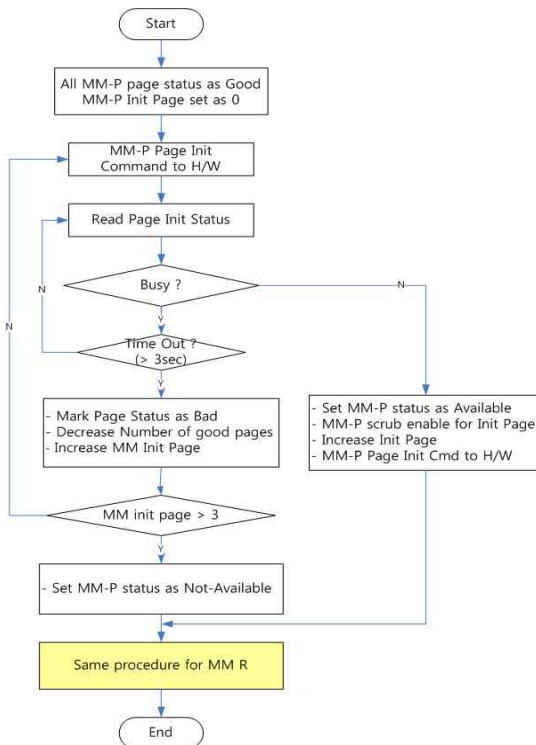 Start
All MM-P page status as Good
MM-P Init Page set as 0
MM-P Page Init
Command to H/W
Read Page Init Status
Busy ?
N
Y
Time Out ?
(> 3sec)
N
Y
- Mark Page Status as Bad
- Decrease Number of good pages
- Increase MM Init Page
- Set MM-P status as Available
- MM-P scrub enable for Init Page
- Increase Init Page
- MM-P Page Init Cmd to H/W
MM init page > 3
N
Y
- Set MM-P status as Not-Available
Same procedure for MM R
End